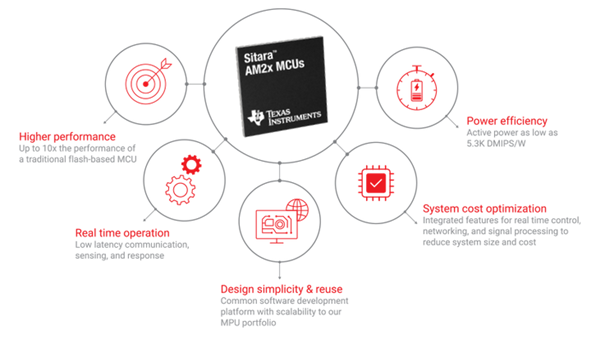 Sitara™
AM2x MCUs
TEXAS
INSTRUMENTS
Higher performance
Up to 10x the performance of
a traditional flash-based MCU
Power efficiency
Active power as low as
5.3K DMIPS/W
Real time operation
Low latency communication,
sensing, and response
System cost optimization
Integrated features for real time control,
networking, and signal processing to
reduce system size and cost
Design simplicity & reuse
Common software development
platform with scalability to our
MPU portfolio